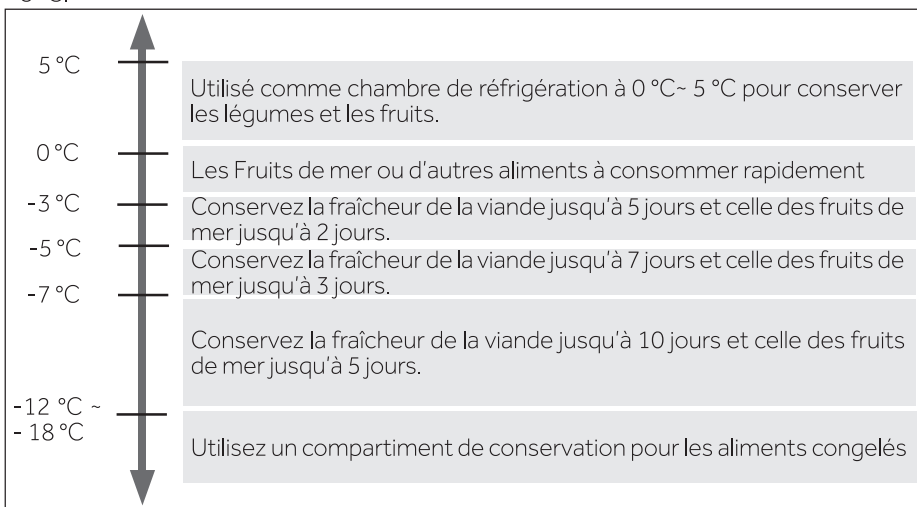 5 °C
Utilisé comme chambre de réfrigération à 0 °C~ 5 °C pour conserver
les légumes et les fruits.
0 °C
Les Fruits de mer ou d'autres aliments à consommer rapidement
-3 °C
Conservez la fraîcheur de la viande jusqu'à 5 jours et celle des fruits de
mer jusqu'à 2 jours.
-5 °C
Conservez la fraîcheur de la viande jusqu'à 7 jours et celle des fruits de
mer jusqu'à 3 jours.
-7 °C
Conservez la fraîcheur de la viande jusqu'à 10 jours et celle des fruits
de mer jusqu'à 5 jours.
-12 °C ~
- 18 °C
Utilisez un compartiment de conservation pour les aliments congelés